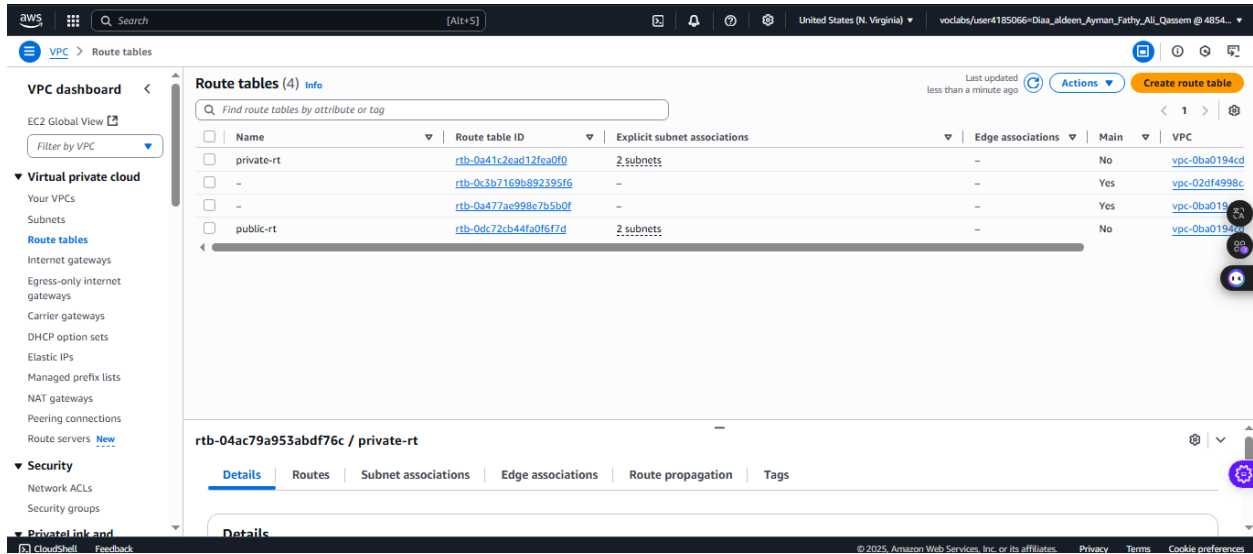 aws Search [Alt+S] United States (N. Virginia) voclabs/user4185066=Diaa_aldeen_Ayman_Fathy_Ali_Qassem @ 4854...
VPC > Route tables
VPC dashboard
EC2 Global View
Filter by VPC
Virtual private cloud
Your VPCs
Subnets
Route tables
Internet gateways
Egress-only internet
gateways
Carrier gateways
DHCP option sets
Elastic IPs
Managed prefix lists
NAT gateways
Peering connections
Route servers New
Security
Network ACLs
Security groups
PrivateLink and
Route tables (4) Info
Last updated
less than a minute ago
Actions
Create route table
Find route tables by attribute or tag
1
Name Route table ID Explicit subnet associations Edge associations Main VPC
private-rt rtb-0a41c2ead12fea0f0 2 subnets – No vpc-0ba0194cd
– rtb-0c3b7169b892395f6 – – Yes vpc-02df4998c
– rtb-0a477ae998e7b5b0f – – Yes vpc-0ba019
public-rt rtb-0dc72cb44fa0f6f7d 2 subnets – No vpc-0ba0194cd
rtb-04ac79a953abdf76c / private-rt
Details Routes Subnet associations Edge associations Route propagation Tags
Details
CloudShell Feedback © 2025, Amazon Web Services, Inc. or its affiliates. Privacy Terms Cookie preferences